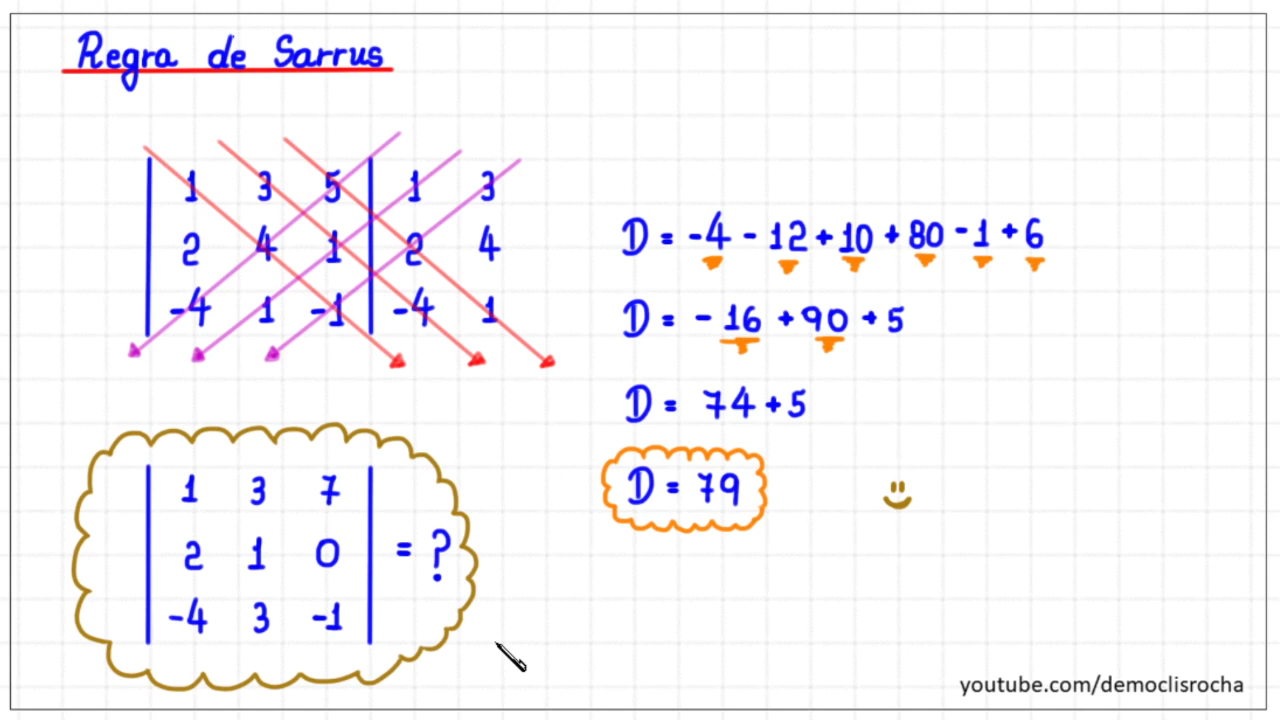 Regra de Sarrus
1 3 5 1 3
2 4 1 2 4
-4 1 -1 -4 1
D = -4 - 12 + 10 + 80 - 1 + 6
D = - 16 + 90 + 5
D = 74 + 5
D = 79
1 3 7
2 1 0 = ?
-4 3 -1
youtube.com/democlisrocha